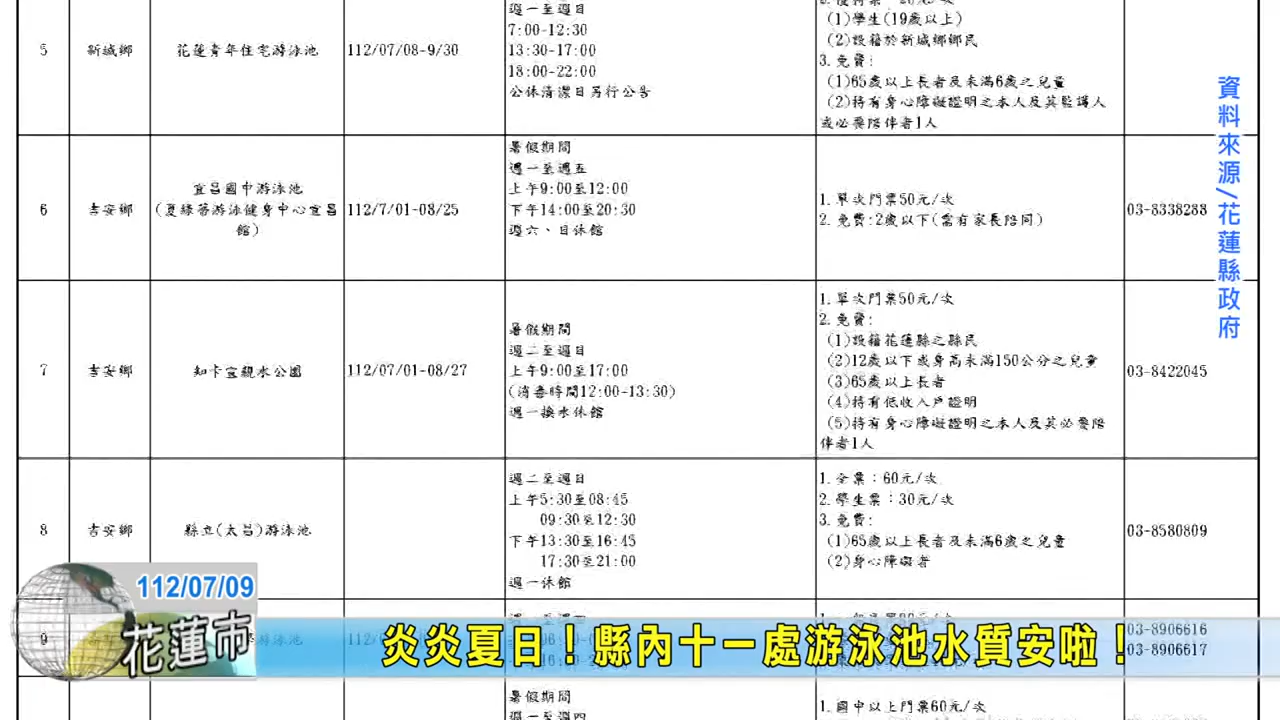 週一至週日
7:00-12:30
13:30-17:00
18:00-22:00
公休清潔日另行公告
5
新城鄉
花蓮青年住宅游泳池
112/07/08-9/30
(1)學生(19歲以上)
(2)設籍於新城鄉鄉民
3.免費:
(1)65歲以上長者及未滿6歲之兒童
(2)持有身心障礙證明之本人及其監護人
或必要陪伴者1人
6
吉安鄉
宜昌國中游泳池
(夏綠蒂游泳健身中心宜昌
館)
112/7/01-08/25
暑假期間
週一至週五
上午9:00至12:00
下午14:00至20:30
週六、日休館
1.單次門票50元/次
2.免費:2歲以下(需有家長陪同)
03-8338288
7
吉安鄉
知卡宣親水公園
112/07/01-08/27
暑假期間
週二至週日
上午9:00至17:00
(消毒時間12:00-13:30)
週一換水休館
1.單次門票50元/次
2.免費:
(1)設籍花蓮縣之縣民
(2)12歲以下或身高未滿150公分之兒童
(3)65歲以上長者
(4)持有低收入戶證明
(5)持有身心障礙證明之本人及其必要陪
伴者1人
03-8422045
8
吉安鄉
縣立(太昌)游泳池
週二至週日
上午5:30至08:45
09:30至12:30
下午13:30至16:45
17:30至21:00
週一休館
1.全票：60元/次
2.學生票：30元/次
3.免費:
(1)65歲以上長者及未滿6歲之兒童
(2)身心障礙者
03-8580809
9
03-8906616
03-8906617
暑假期間
週一至週四
1.國中以上門票60元/次
資料來源/花蓮縣政府
112/07/09
花蓮市
炎炎夏日！縣內十一處游泳池水質安啦！